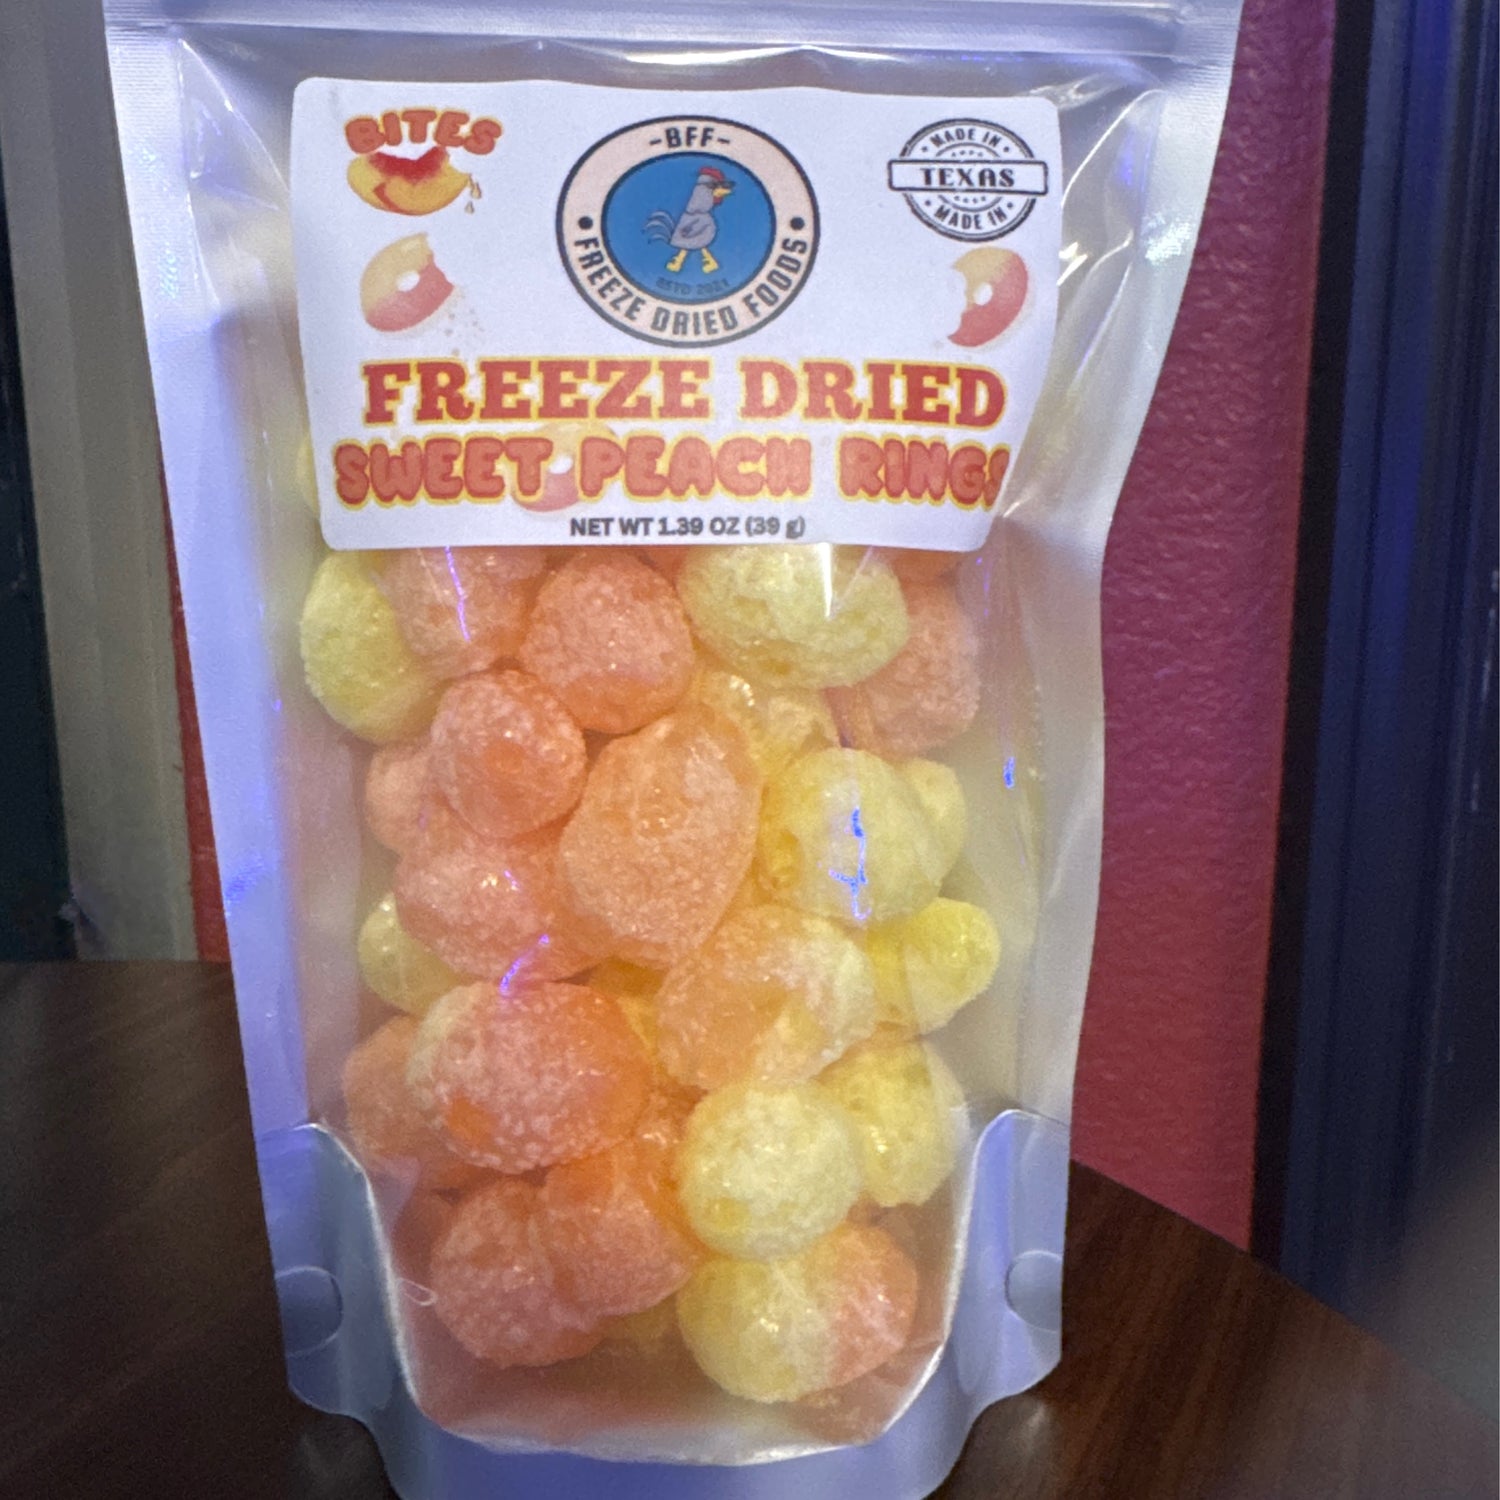 BITES
-BFF-
FREEZE DRIED FOODS
ESTD 2021
MADE IN
TEXAS
MADE IN
FREEZE DRIED
SWEET PEACH RINGS
NET WT 1.39 OZ (39 g)